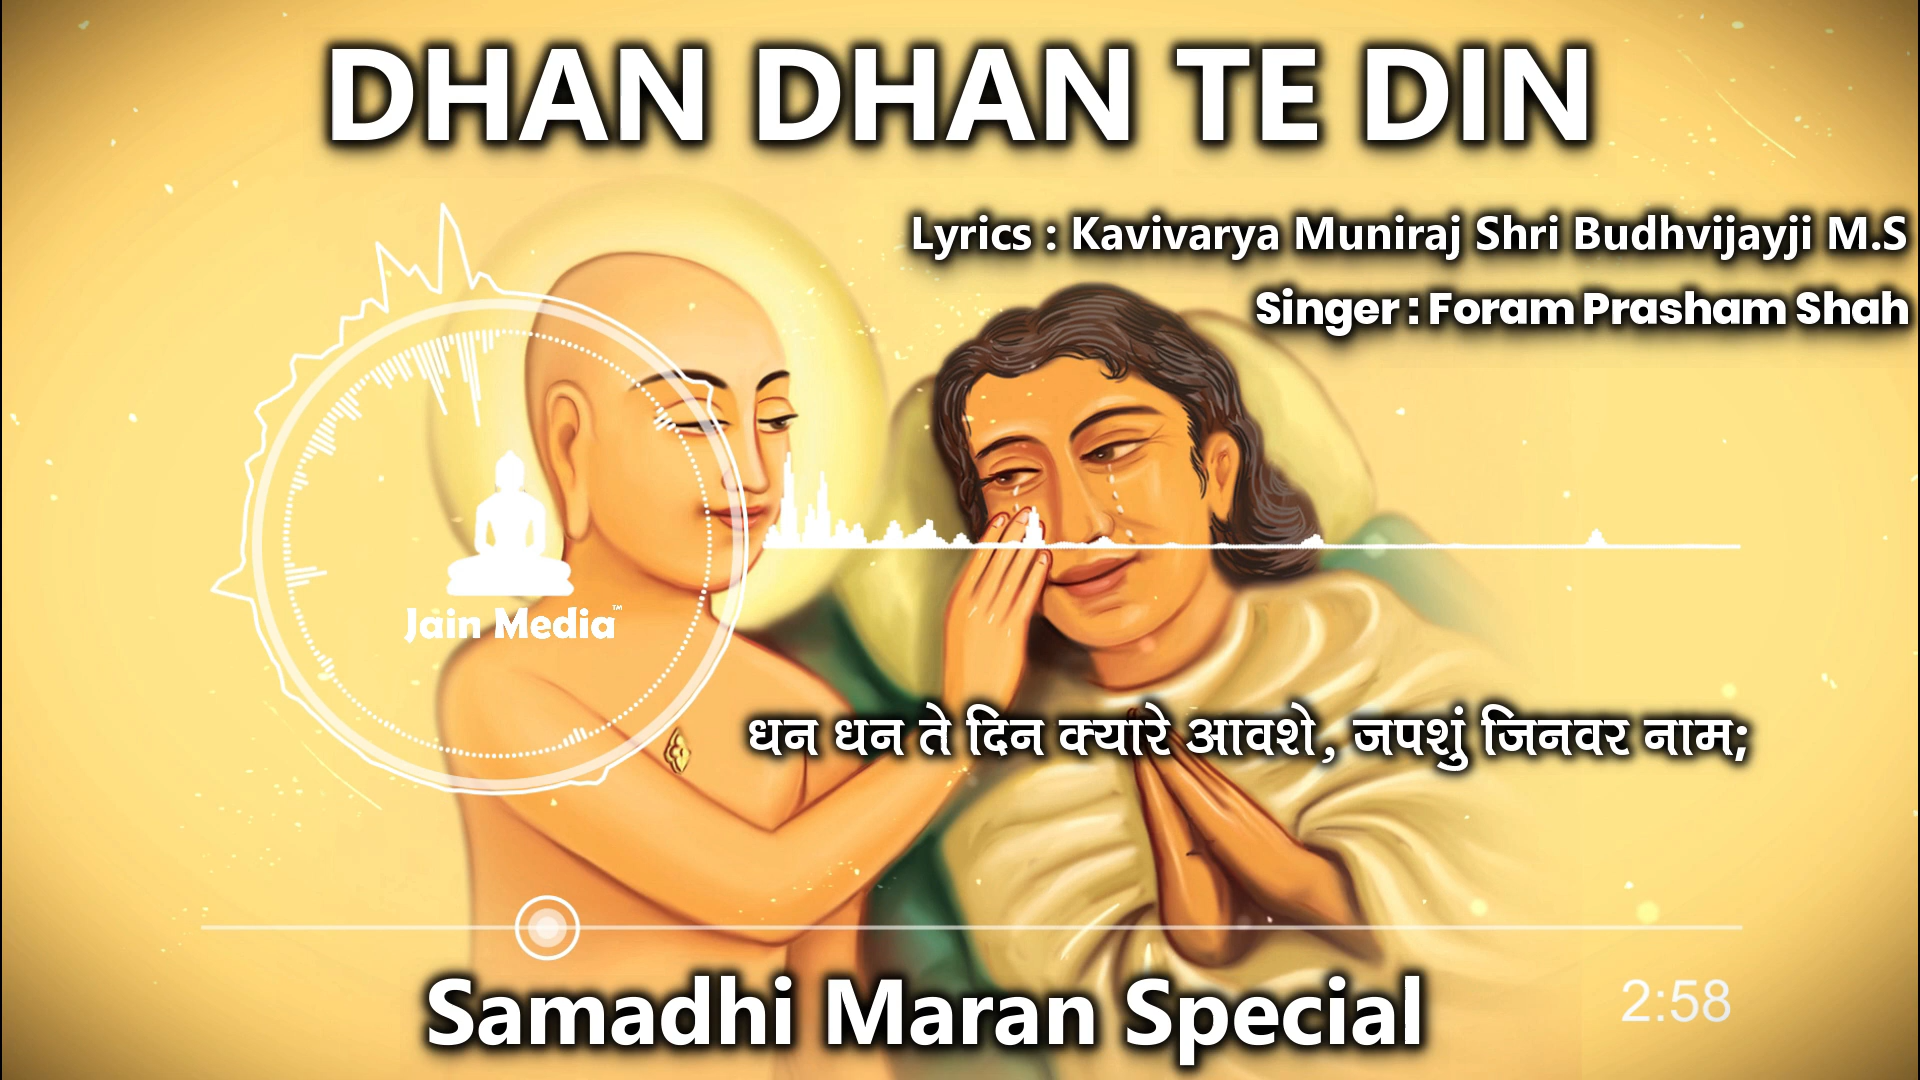 DHAN DHAN TE DIN
Lyrics : Kavivarya Muniraj Shri Budhvijayji M.S
Singer : Foram Prasham Shah
Jain Media™
धन धन ते दिन क्यारे आवशे, जपशुं जिनवर नाम;
Samadhi Maran Special
2:58